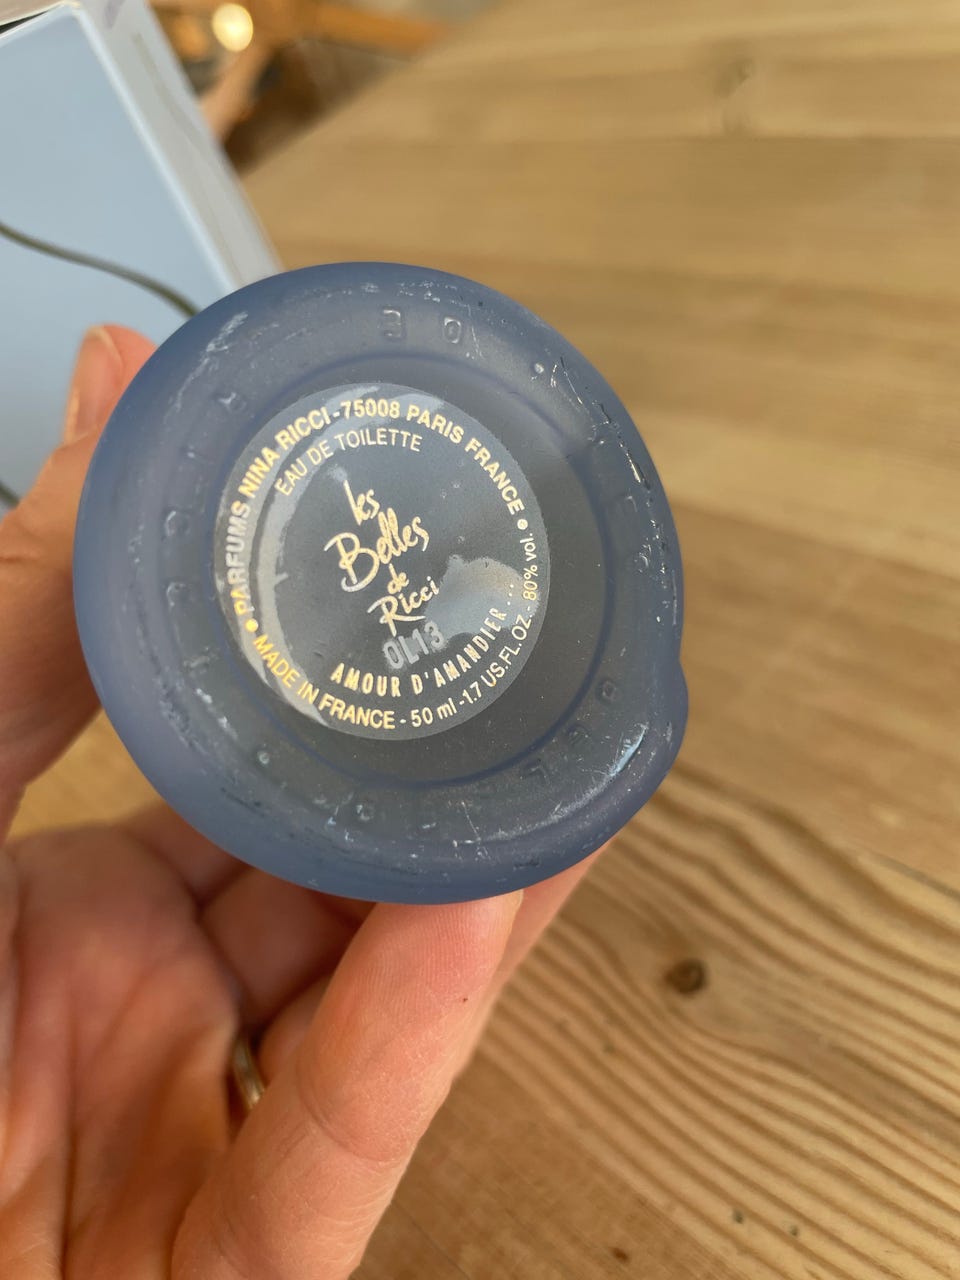 • PARFUMS NINA RICCI-75008 PARIS FRANCE •
EAU DE TOILETTE
les
Belles
de
Ricci
0L13
AMOUR D'AMANDIER...
MADE IN FRANCE - 50 ml -1.7 US.FL.OZ.- 80% vol.